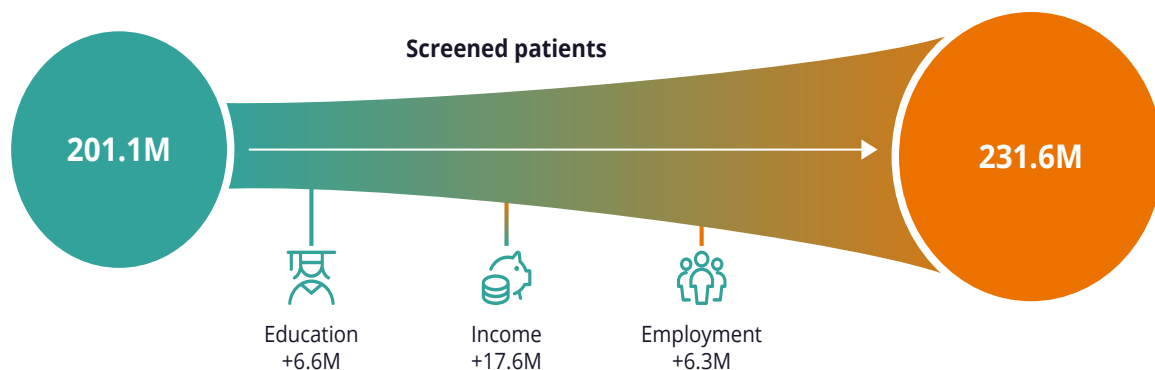 Screened patients
201.1M
231.6M
Education
+6.6M
Income
+17.6M
Employment
+6.3M